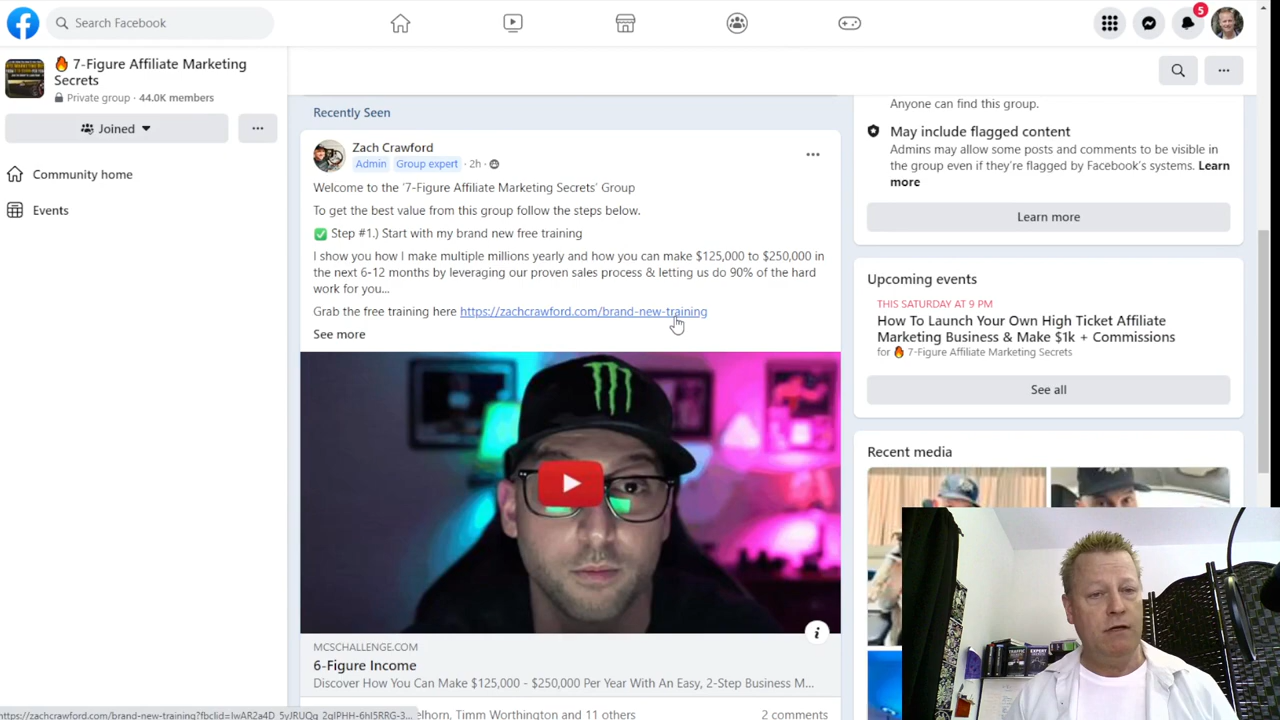 Search Facebook
5
🔥 7-Figure Affiliate Marketing
Secrets
Private group · 44.0K members
Joined
Community home
Events
Recently Seen
Zach Crawford
Admin Group expert · 2h ·
Welcome to the '7-Figure Affiliate Marketing Secrets' Group
To get the best value from this group follow the steps below.
✅ Step #1.) Start with my brand new free training
I show you how I make multiple millions yearly and how you can make $125,000 to $250,000 in
the next 6-12 months by leveraging our proven sales process & letting us do 90% of the hard
work for you...
Grab the free training here https://zachcrawford.com/brand-new-training
See more
MCSCHALLENGE.COM
6-Figure Income
Discover How You Can Make $125,000 - $250,000 Per Year With An Easy, 2-Step Business M...
elhorn, Timm Worthington and 11 others
2 comments
Anyone can find this group.
May include flagged content
Admins may allow some posts and comments to be visible in
the group even if they're flagged by Facebook's systems. Learn
more
Learn more
Upcoming events
THIS SATURDAY AT 9 PM
How To Launch Your Own High Ticket Affiliate
Marketing Business & Make $1k + Commissions
for 🔥 7-Figure Affiliate Marketing Secrets
See all
Recent media